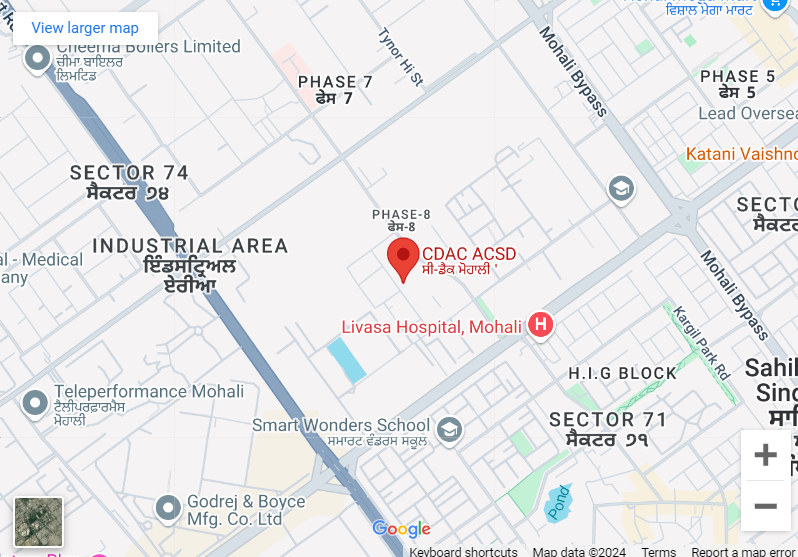 View larger map
ਵਿਸ਼ਾਲ ਮੇਗਾ ਮਾਰਟ
Cheema Boilers Limited
ਚੀਮਾ ਬਾਇਲਰ
ਲਿਮਟਿਡ
Tynor Hi St
Mohali Bypass
PHASE 7
ਫੇਸ 7
PHASE 5
ਫੇਸ 5
Lead Oversea
Katani Vaishno
SECTOR 74
ਸੈਕਟਰ ੭੪
SECTO
ਸੈਕਟਰ
PHASE-8
ਫੇਸ-8
INDUSTRIAL AREA
ਇੰਡਸਟ੍ਰਿਅਲ
ਏਰੀਆ
al - Medical
any
CDAC ACSD
ਸੀ-ਡੈਕ ਮੋਹਾਲੀ '
Mohali Bypass
Livasa Hospital, Mohali
H
Kargil Park Rd
H.I.G BLOCK
Sahil
Sing
Teleperformance Mohali
ਟੈਲੀਪਰਫਾਰਮੈਸ
ਮੋਹਾਲੀ
SECTOR 71
ਸੈਕਟਰ ੭੧
Smart Wonders School
ਸਮਾਰਟ ਵੰਡਰਸ ਸਕੂਲ
Godrej & Boyce
Mfg. Co. Ltd
Pond
Google
Keyboard shortcuts
Map data ©2024
Terms
Report a map error